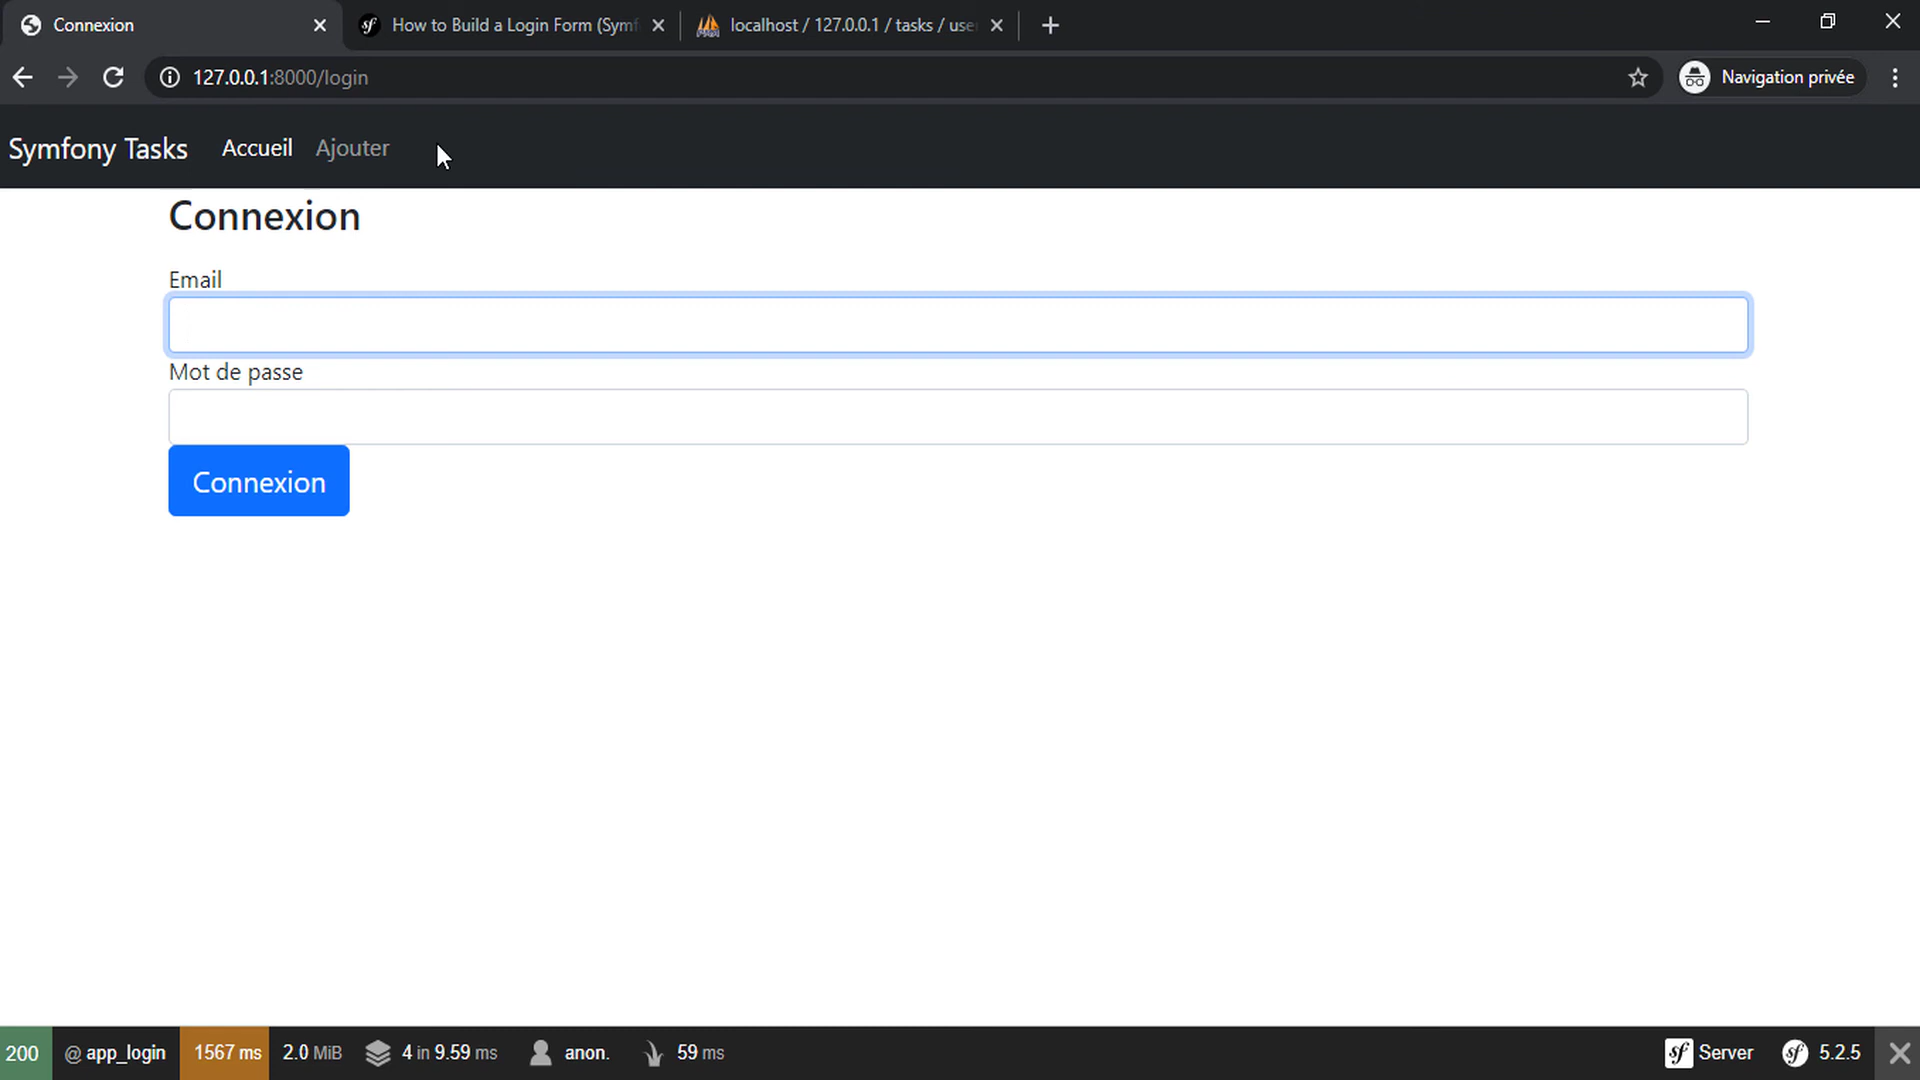 Connexion
How to Build a Login Form (Symf
localhost / 127.0.0.1 / tasks / use
127.0.0.1:8000/login
Navigation privée
Symfony Tasks Accueil Ajouter
Connexion
Email
Mot de passe
Connexion
200 @ app_login 1567 ms 2.0 MiB 4 in 9.59 ms anon. 59 ms sf Server sf 5.2.5